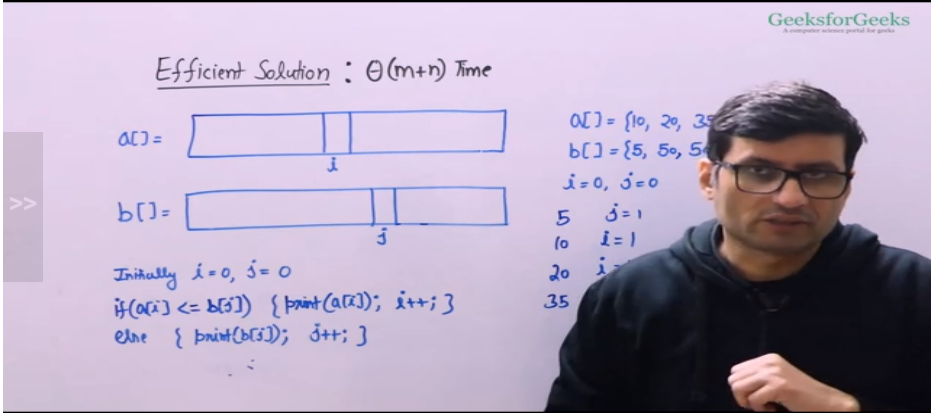 GeeksforGeeks
A computer science portal for geeks
Efficient Solution : Θ(m+n) Time
a[] =
i
b[] =
j
Initially i=0, j=0
if(a[i] <= b[j]) { print(a[i]); i++; }
else { print(b[j]); j++; }
a[] = {10, 20, 35
b[] = {5, 50, 5
i=0, j=0
5 j=1
10 i=1
20 i
35
>>